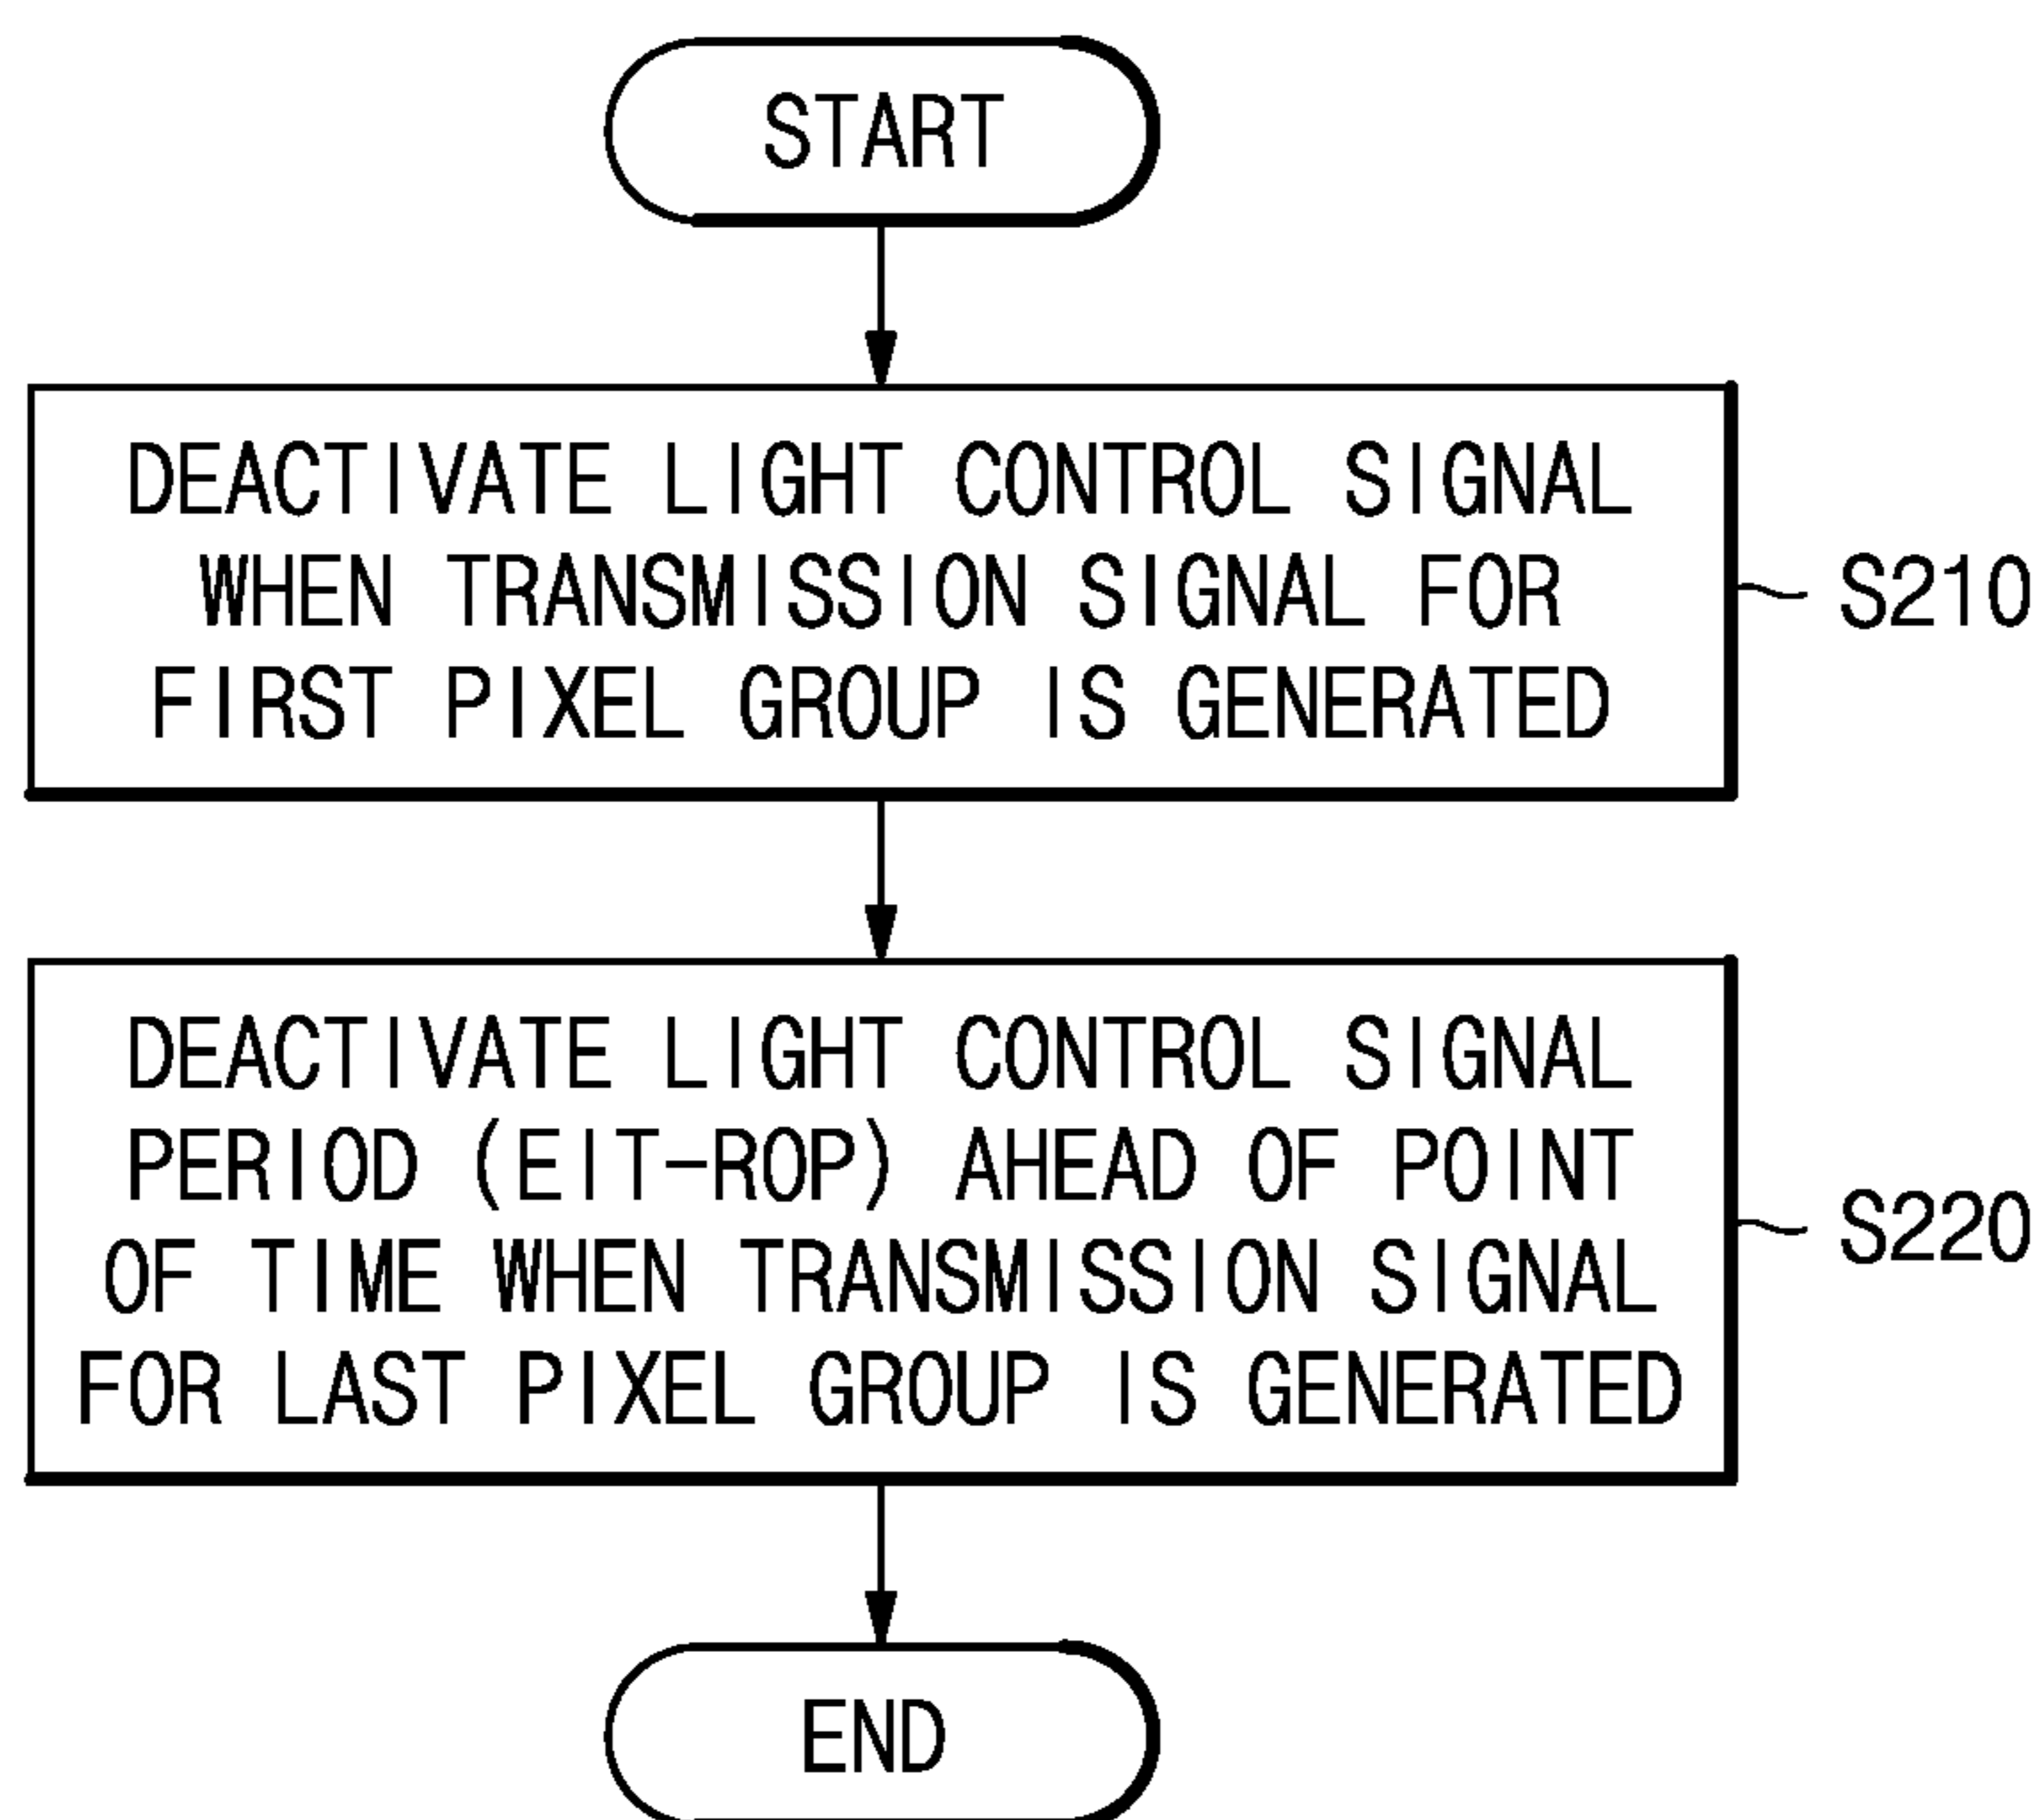 START
DEACTIVATE LIGHT CONTROL SIGNAL
WHEN TRANSMISSION SIGNAL FOR
FIRST PIXEL GROUP IS GENERATED
S210
DEACTIVATE LIGHT CONTROL SIGNAL
PERIOD (EIT-ROP) AHEAD OF POINT
OF TIME WHEN TRANSMISSION SIGNAL
FOR LAST PIXEL GROUP IS GENERATED
S220
END